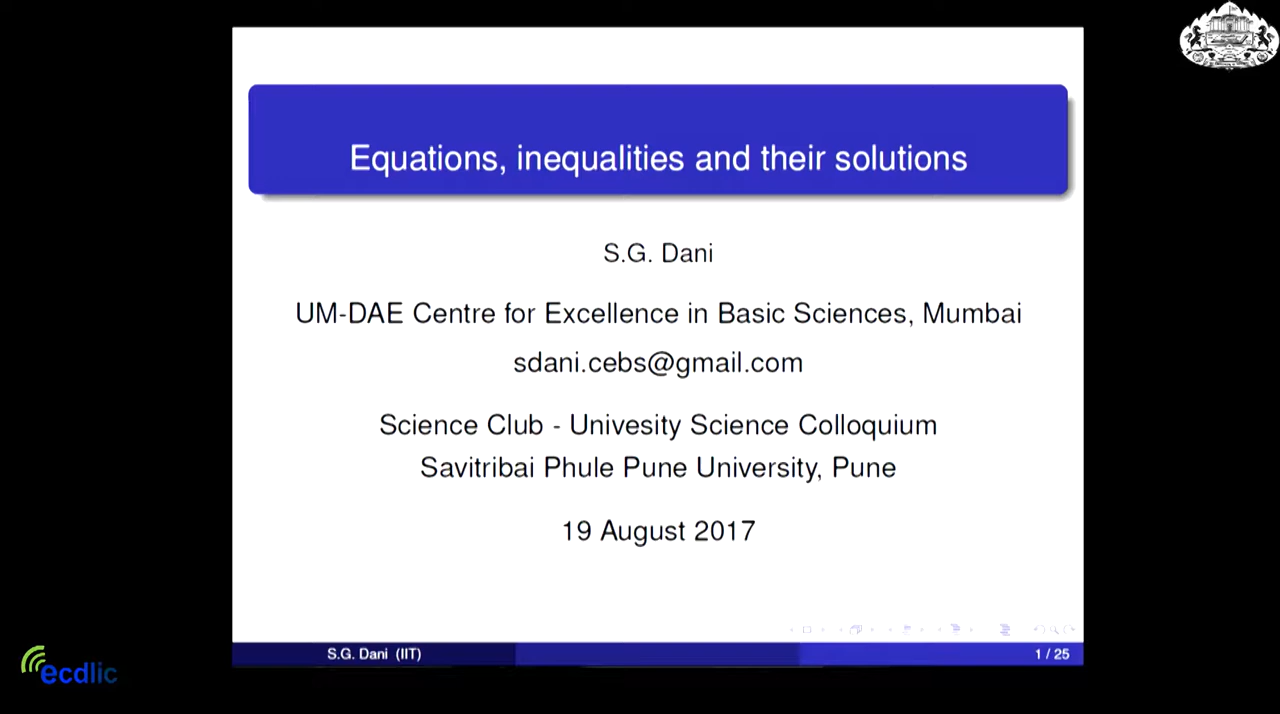 Equations, inequalities and their solutions
S.G. Dani
UM-DAE Centre for Excellence in Basic Sciences, Mumbai
sdani.cebs@gmail.com
Science Club - Univesity Science Colloquium
Savitribai Phule Pune University, Pune
19 August 2017
S.G. Dani (IIT)
1 / 25
ecdlic